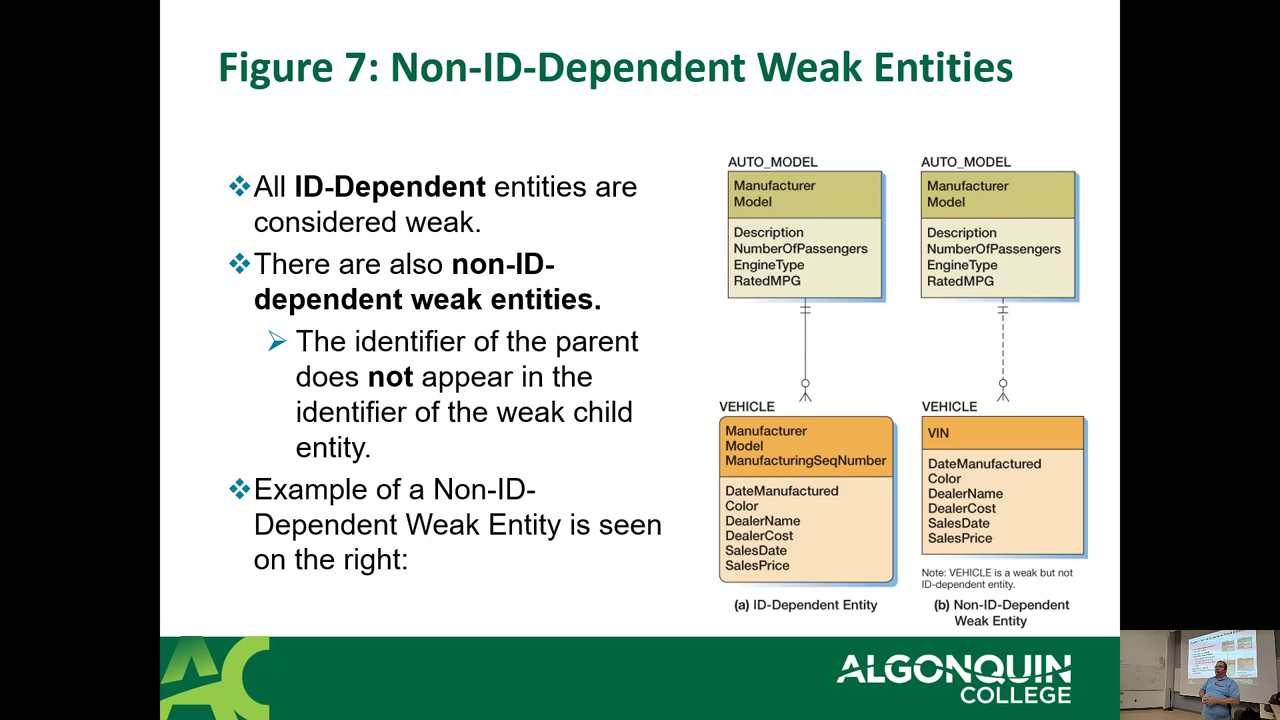 Figure 7: Non-ID-Dependent Weak Entities
All ID-Dependent entities are
considered weak.
There are also non-ID-
dependent weak entities.
The identifier of the parent
does not appear in the
identifier of the weak child
entity.
Example of a Non-ID-
Dependent Weak Entity is seen
on the right:
AUTO_MODEL
Manufacturer
Model
Description
NumberOfPassengers
EngineType
RatedMPG
VEHICLE
Manufacturer
Model
ManufacturingSeqNumber
DateManufactured
Color
DealerName
DealerCost
SalesDate
SalesPrice
(a) ID-Dependent Entity
AUTO_MODEL
Manufacturer
Model
Description
NumberOfPassengers
EngineType
RatedMPG
VEHICLE
VIN
DateManufactured
Color
DealerName
DealerCost
SalesDate
SalesPrice
Note: VEHICLE is a weak but not
ID-dependent entity.
(b) Non-ID-Dependent
Weak Entity
AC
ALGONQUIN
COLLEGE